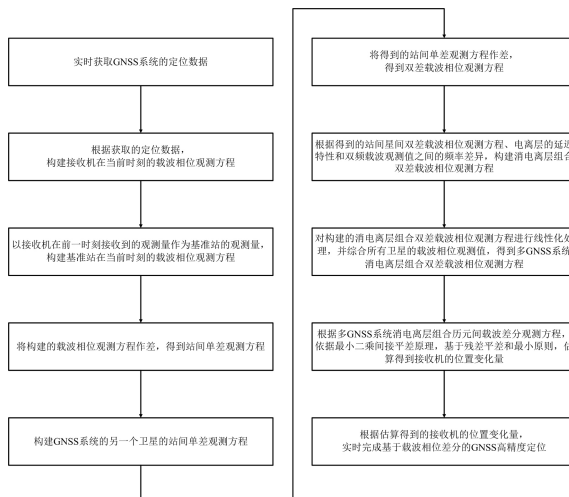 实时获取GNSS系统的定位数据
根据获取的定位数据，
构建接收机在当前时刻的载波相位观测方程
以接收机在前一时刻接收到的观测量作为基准站的观测量，
构建基准站在当前时刻的载波相位观测方程
将构建的载波相位观测方程作差，得到站间单差观测方程
构建GNSS系统的另一个卫星的站间单差观测方程
将得到的站间单差观测方程作差，
得到双差载波相位观测方程
根据得到的站间星间双差载波相位观测方程、电离层的延迟
特性和双频载波观测值之间的频率差异，构建消电离层组合
双差载波相位观测方程
对构建的消电离层组合双差载波相位观测方程进行线性化处
理，并综合所有卫星的载波相位观测值，得到多GNSS系统
消电离层组合双差载波相位观测方程
根据多GNSS系统消电离层组合历元间载波差分观测方程，
依据最小二乘间接平差原理，基于残差平差和最小原则，估
算得到接收机的位置变化量
根据估算得到的接收机的位置变化量，
实时完成基于载波相位差分的GNSS高精度定位